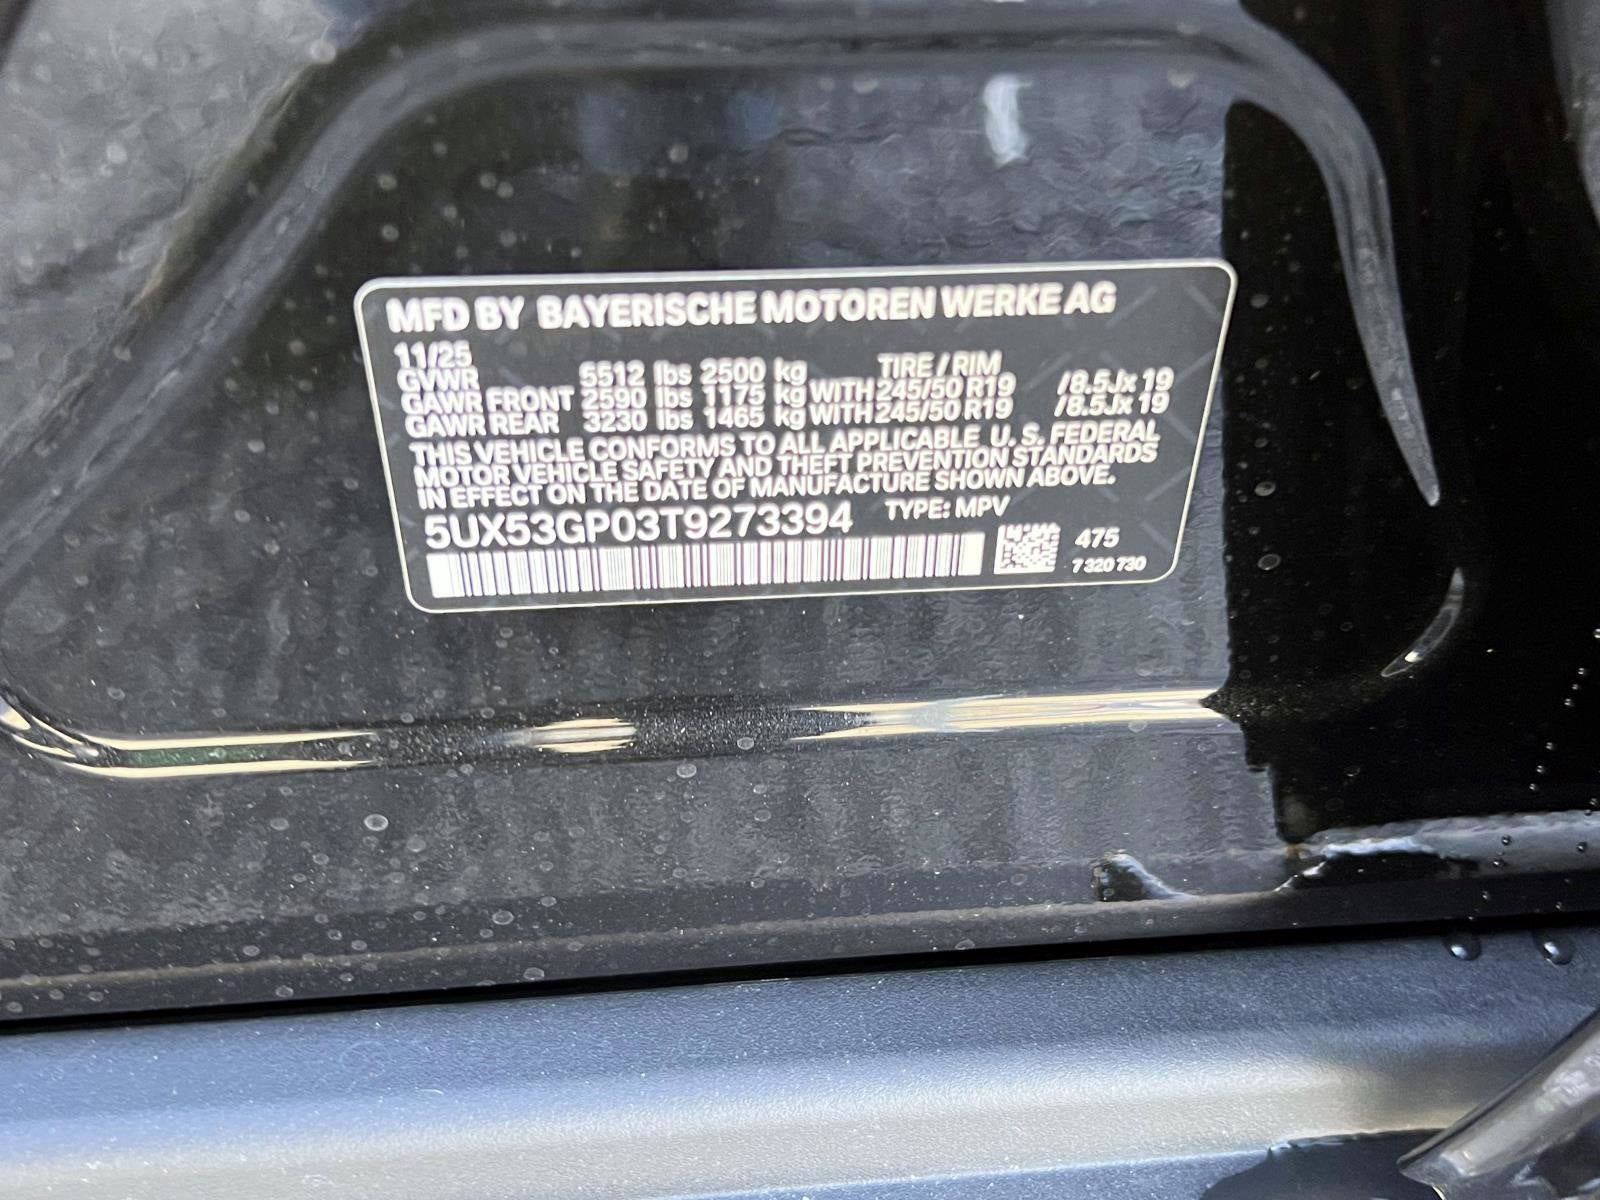 MFD BY BAYERISCHE MOTOREN WERKE AG
11/25
GVWR 5512 lbs 2500 kg TIRE / RIM
GAWR FRONT 2590 lbs 1175 kg WITH 245/50 R19 /8.5Jx 19
GAWR REAR 3230 lbs 1465 kg WITH 245/50 R19 /8.5Jx 19
THIS VEHICLE CONFORMS TO ALL APPLICABLE U. S. FEDERAL
MOTOR VEHICLE SAFETY AND THEFT PREVENTION STANDARDS
IN EFFECT ON THE DATE OF MANUFACTURE SHOWN ABOVE.
5UX53GP03T9273394 TYPE: MPV
475
7 320 730